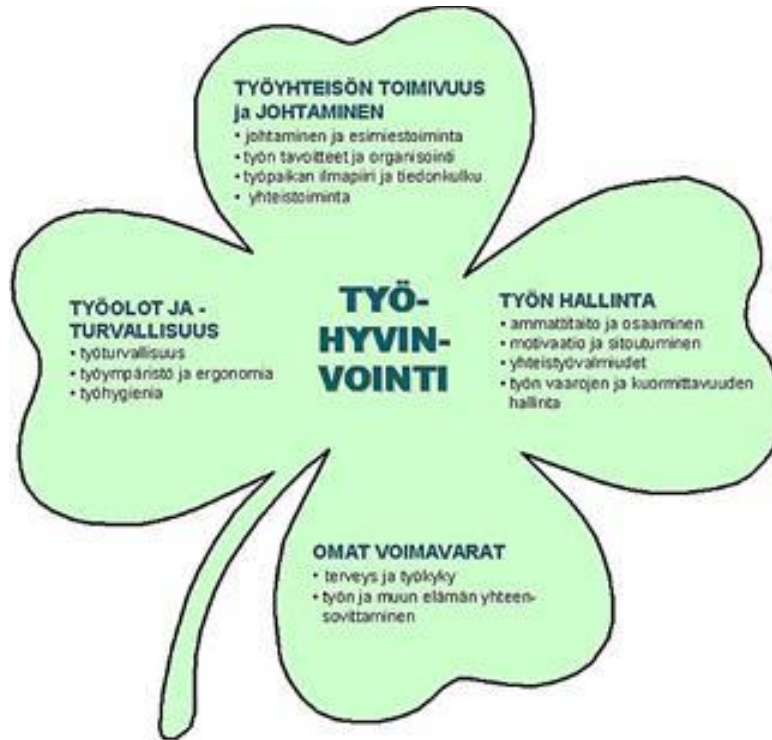 TYÖYHTEISÖN TOIMIVUUS
ja JOHTAMINEN
• johtaminen ja esimiestoiminta
• työn tavoitteet ja organisointi
• työpaikan ilmapiiri ja tiedonkulku
• yhteistoiminta
TYÖOLOT JA -
TURVALLISUUS
• työturvallisuus
• työympäristö ja ergonomia
• työhygienia
TYÖ-
HYVIN-
VOINTI
TYÖN HALLINTA
• ammattitaito ja osaaminen
• motivaatio ja sitoutuminen
• yhteistyövalmiudet
• työn vaarojen ja kuormittavuuden
hallinta
OMAT VOIMAVARAT
• terveys ja työkyky
• työn ja muun elämän yhteen-
sovittaminen